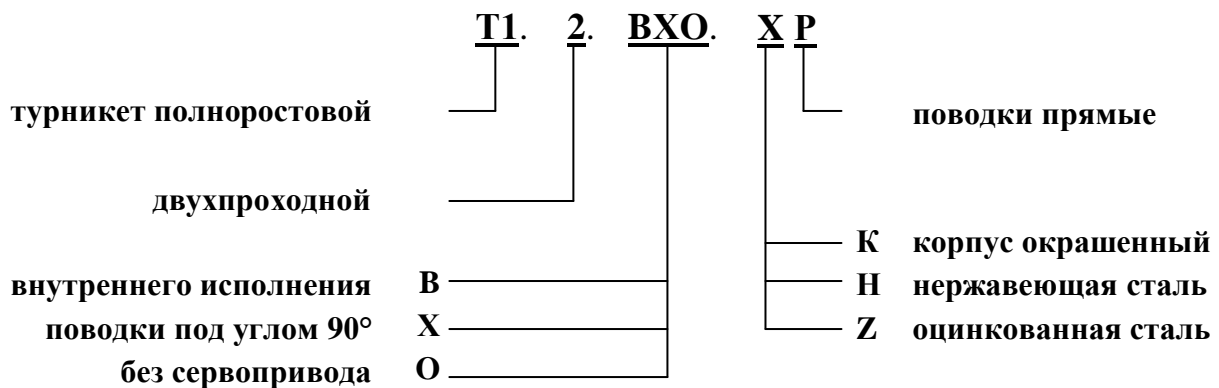 Т1. 2. ВХО. Х Р
турникет полноростовой
поводки прямые
двухпроходной
К корпус окрашенный
внутреннего исполнения В
Н нержавеющая сталь
поводки под углом 90° Х
Z оцинкованная сталь
без сервопривода О